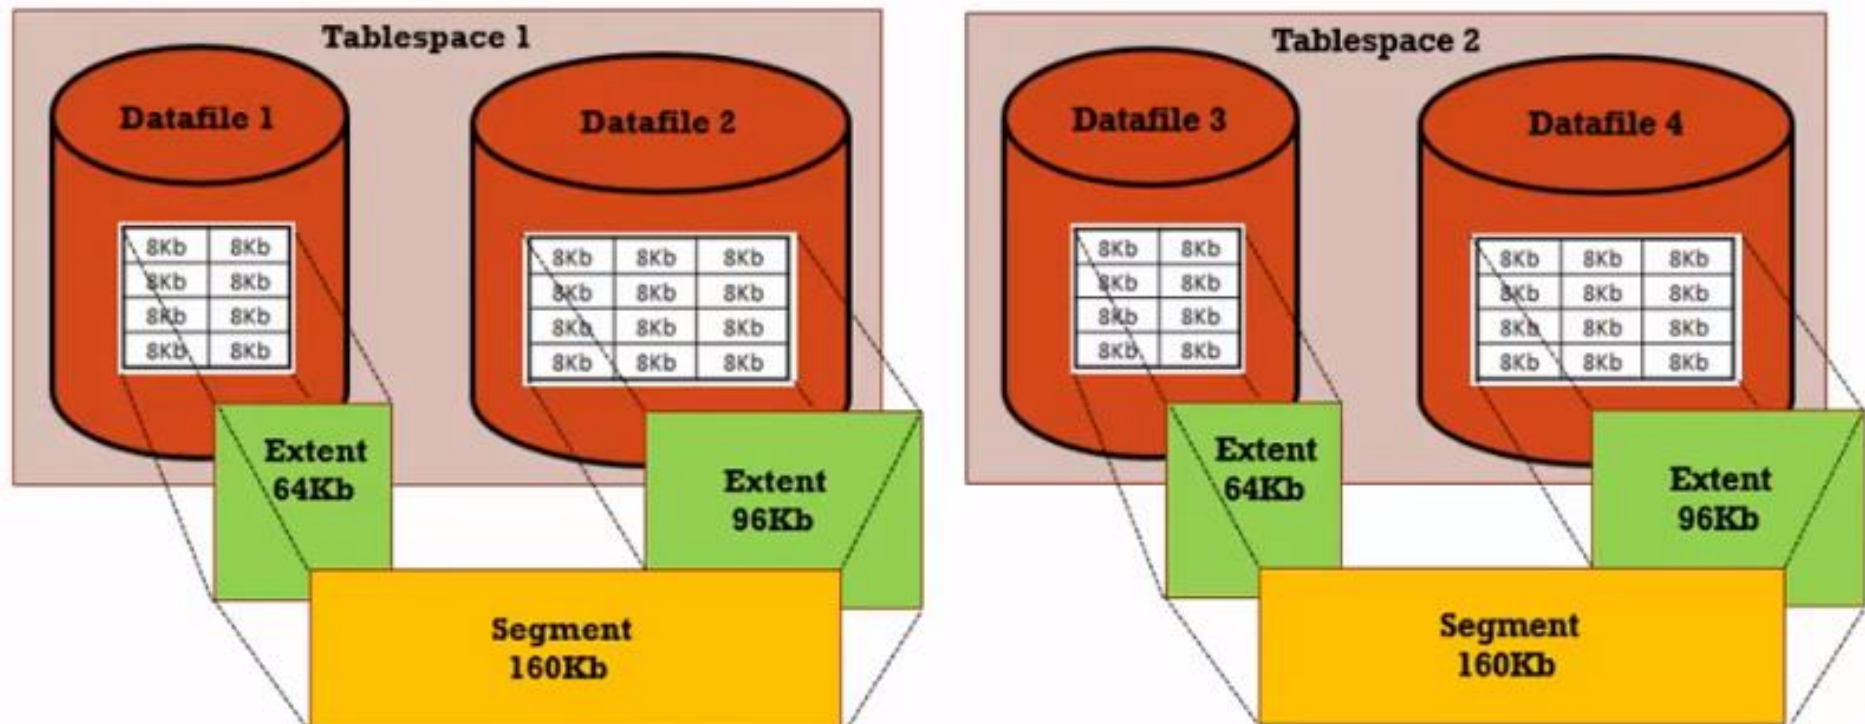 Tablespace 1
Datafile 1
Datafile 2
8Kb 8Kb
8Kb 8Kb
8Kb 8Kb
8Kb 8Kb
8Kb 8Kb 8Kb
8Kb 8Kb 8Kb
8Kb 8Kb 8Kb
8Kb 8Kb 8Kb
Extent
64Kb
Extent
96Kb
Segment
160Kb
Tablespace 2
Datafile 3
Datafile 4
8Kb 8Kb
8Kb 8Kb
8Kb 8Kb
8Kb 8Kb
8Kb 8Kb 8Kb
8Kb 8Kb 8Kb
8Kb 8Kb 8Kb
8Kb 8Kb 8Kb
Extent
64Kb
Extent
96Kb
Segment
160Kb